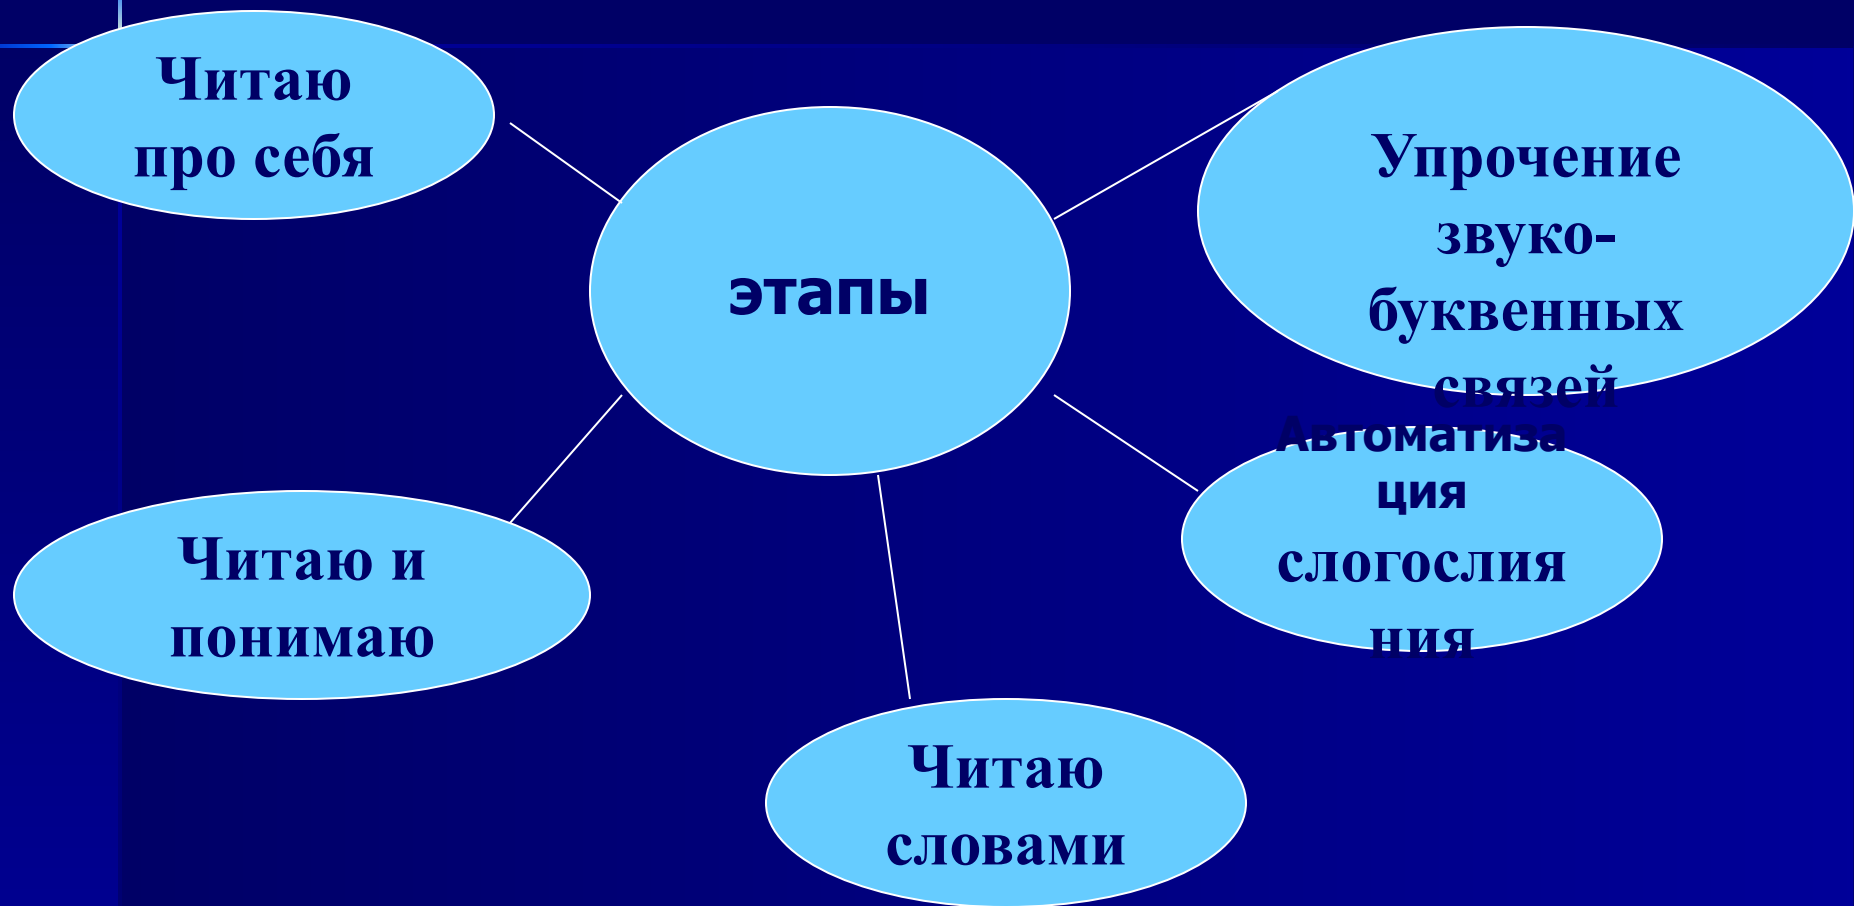 Читаю
про себя
этапы
Упрочение
звуко-
буквенных
связей
Автоматиза
ция
слогослия
ния
Читаю и
понимаю
Читаю
словами